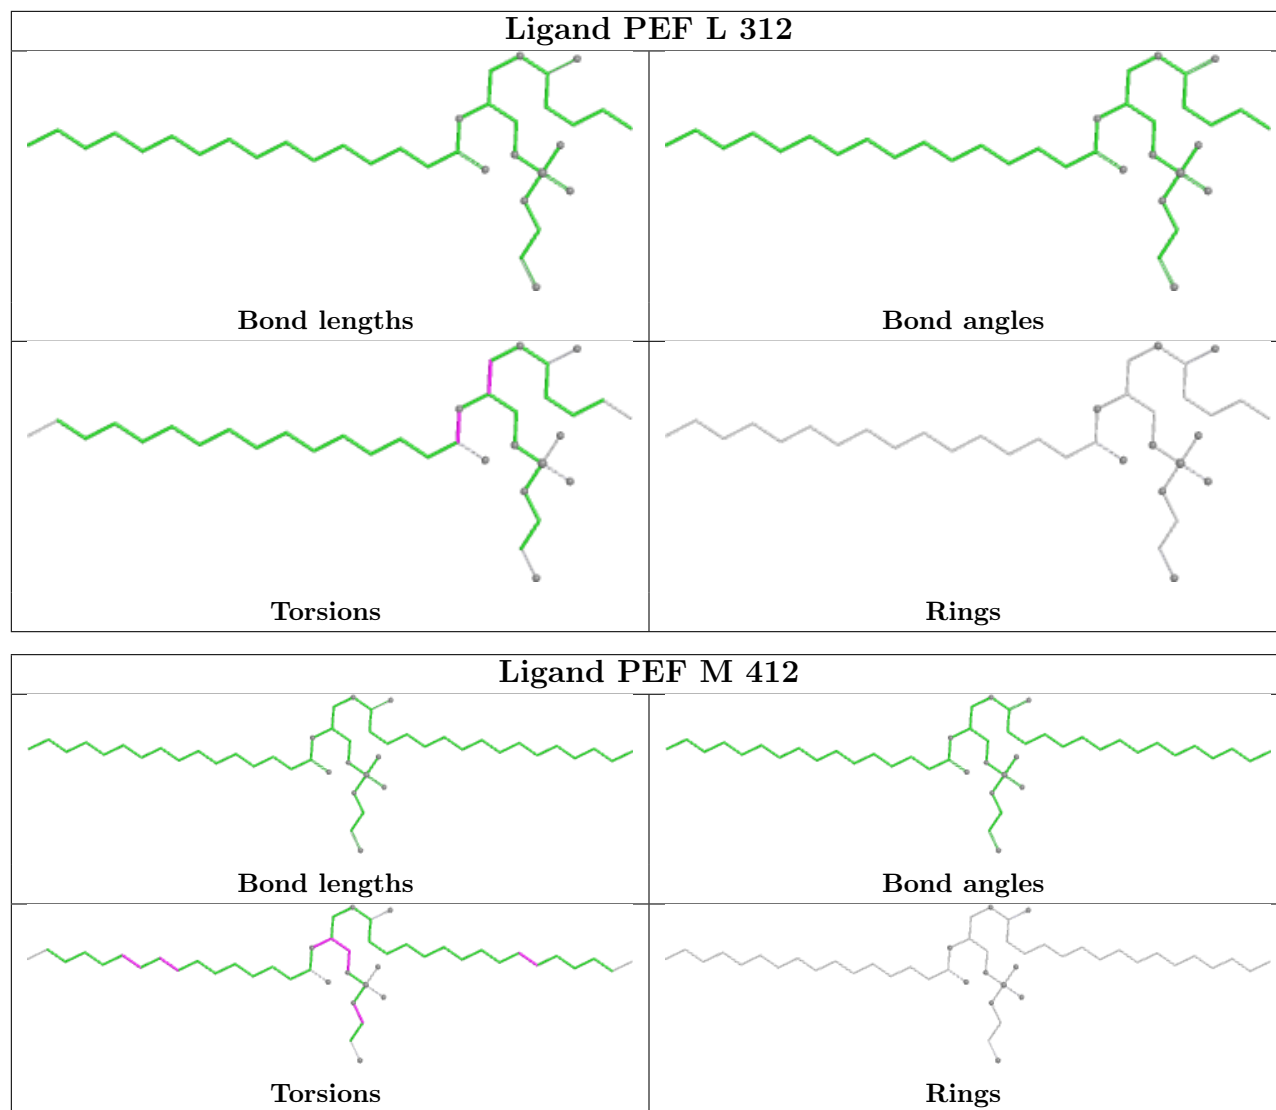 Ligand PEF L 312
Bond lengths
Bond angles
Torsions
Rings
Ligand PEF M 412
Bond lengths
Bond angles
Torsions
Rings